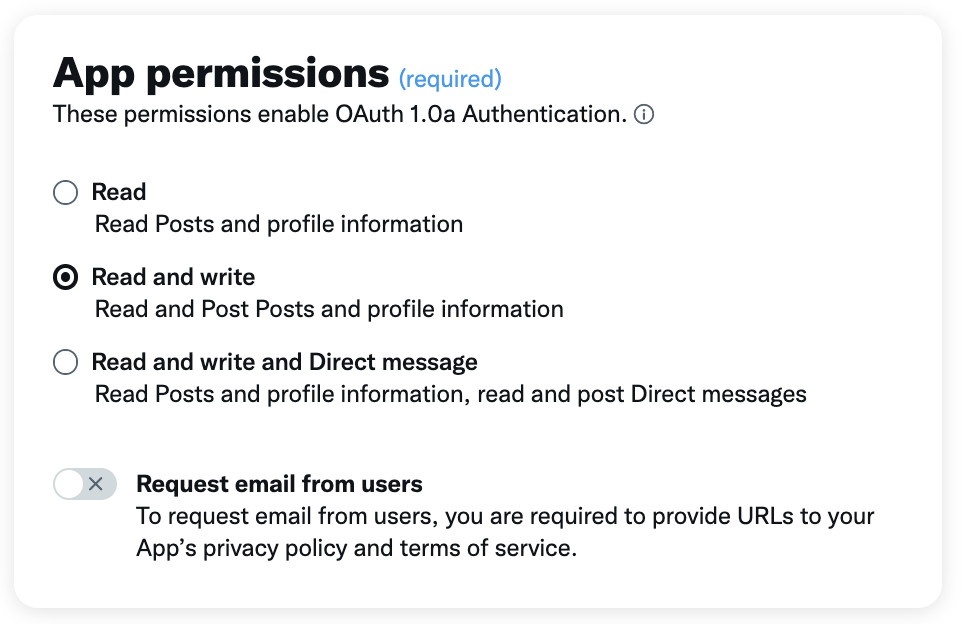 App permissions (required)
These permissions enable OAuth 1.0a Authentication.
Read
Read Posts and profile information
Read and write
Read and Post Posts and profile information
Read and write and Direct message
Read Posts and profile information, read and post Direct messages
Request email from users
To request email from users, you are required to provide URLs to your
App's privacy policy and terms of service.